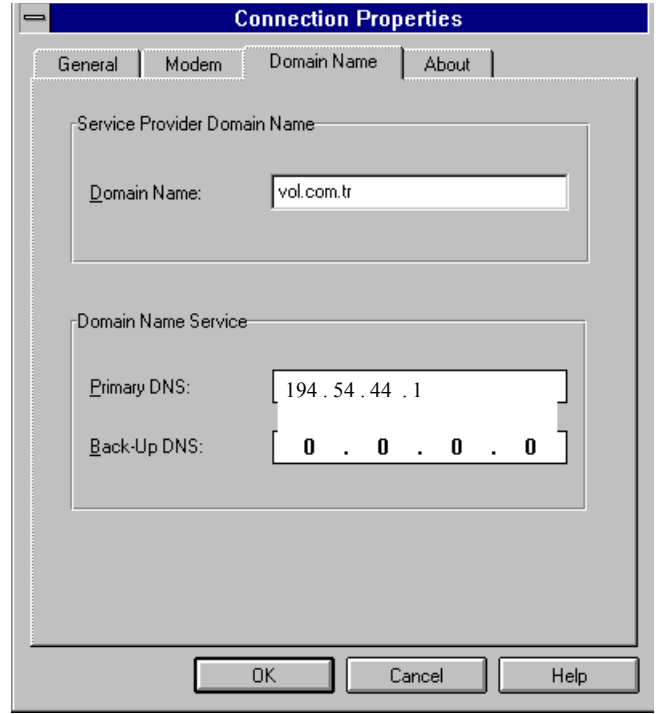 Connection Properties
General Modem Domain Name About
Service Provider Domain Name
Domain Name: vol.com.tr
Domain Name Service
Primary DNS: 194 . 54 . 44 . 1
Back-Up DNS: 0 . 0 . 0 . 0
OK Cancel Help